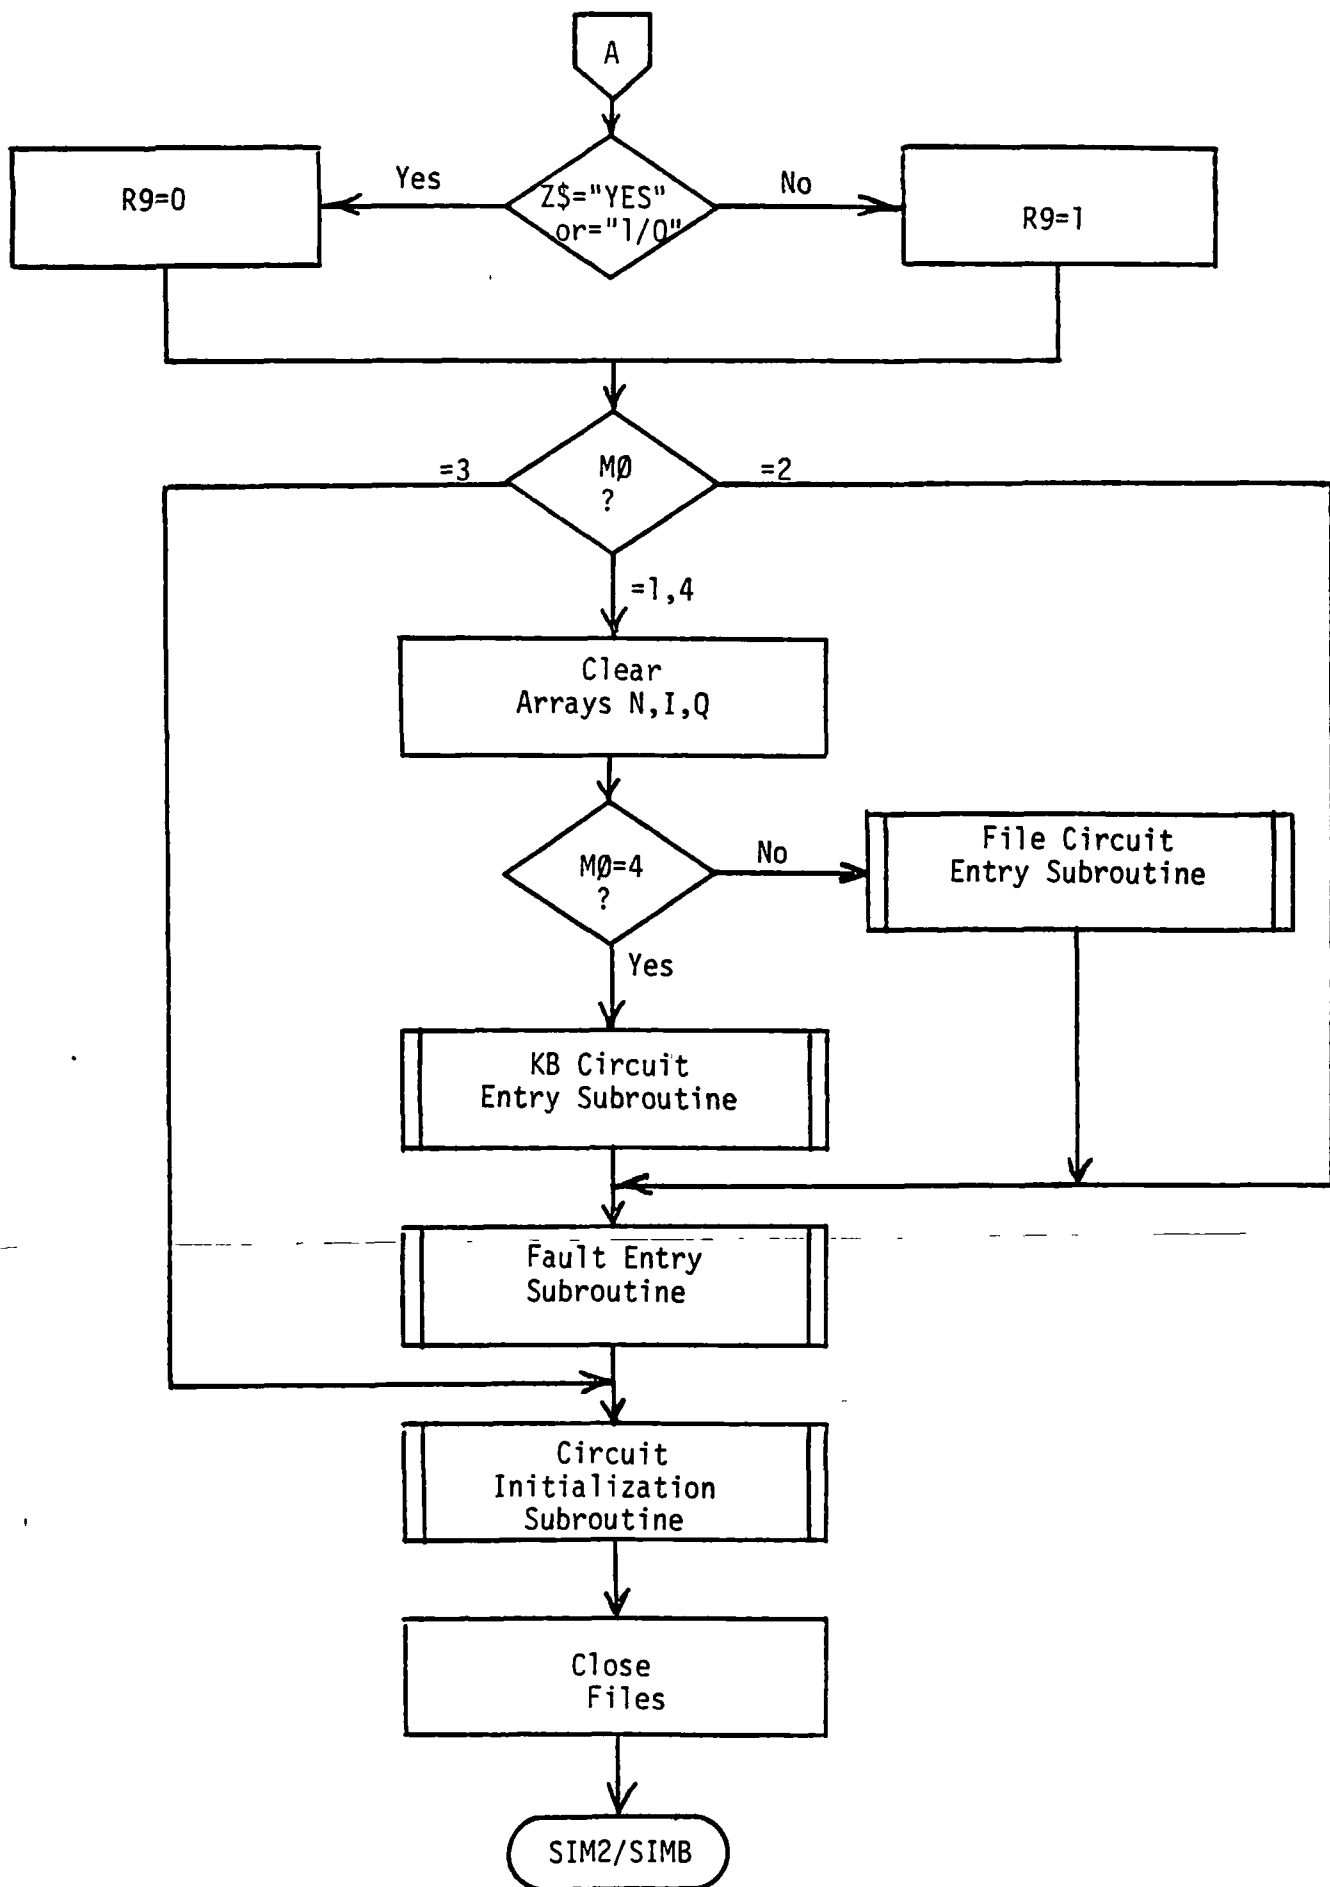 A
Yes
Z$="YES"
or="1/0"
No
R9=0
R9=1
=3
MØ
?
=2
=1,4
Clear
Arrays N,I,Q
MØ=4
?
No
File Circuit
Entry Subroutine
Yes
KB Circuit
Entry Subroutine
Fault Entry
Subroutine
Circuit
Initialization
Subroutine
Close
Files
SIM2/SIMB